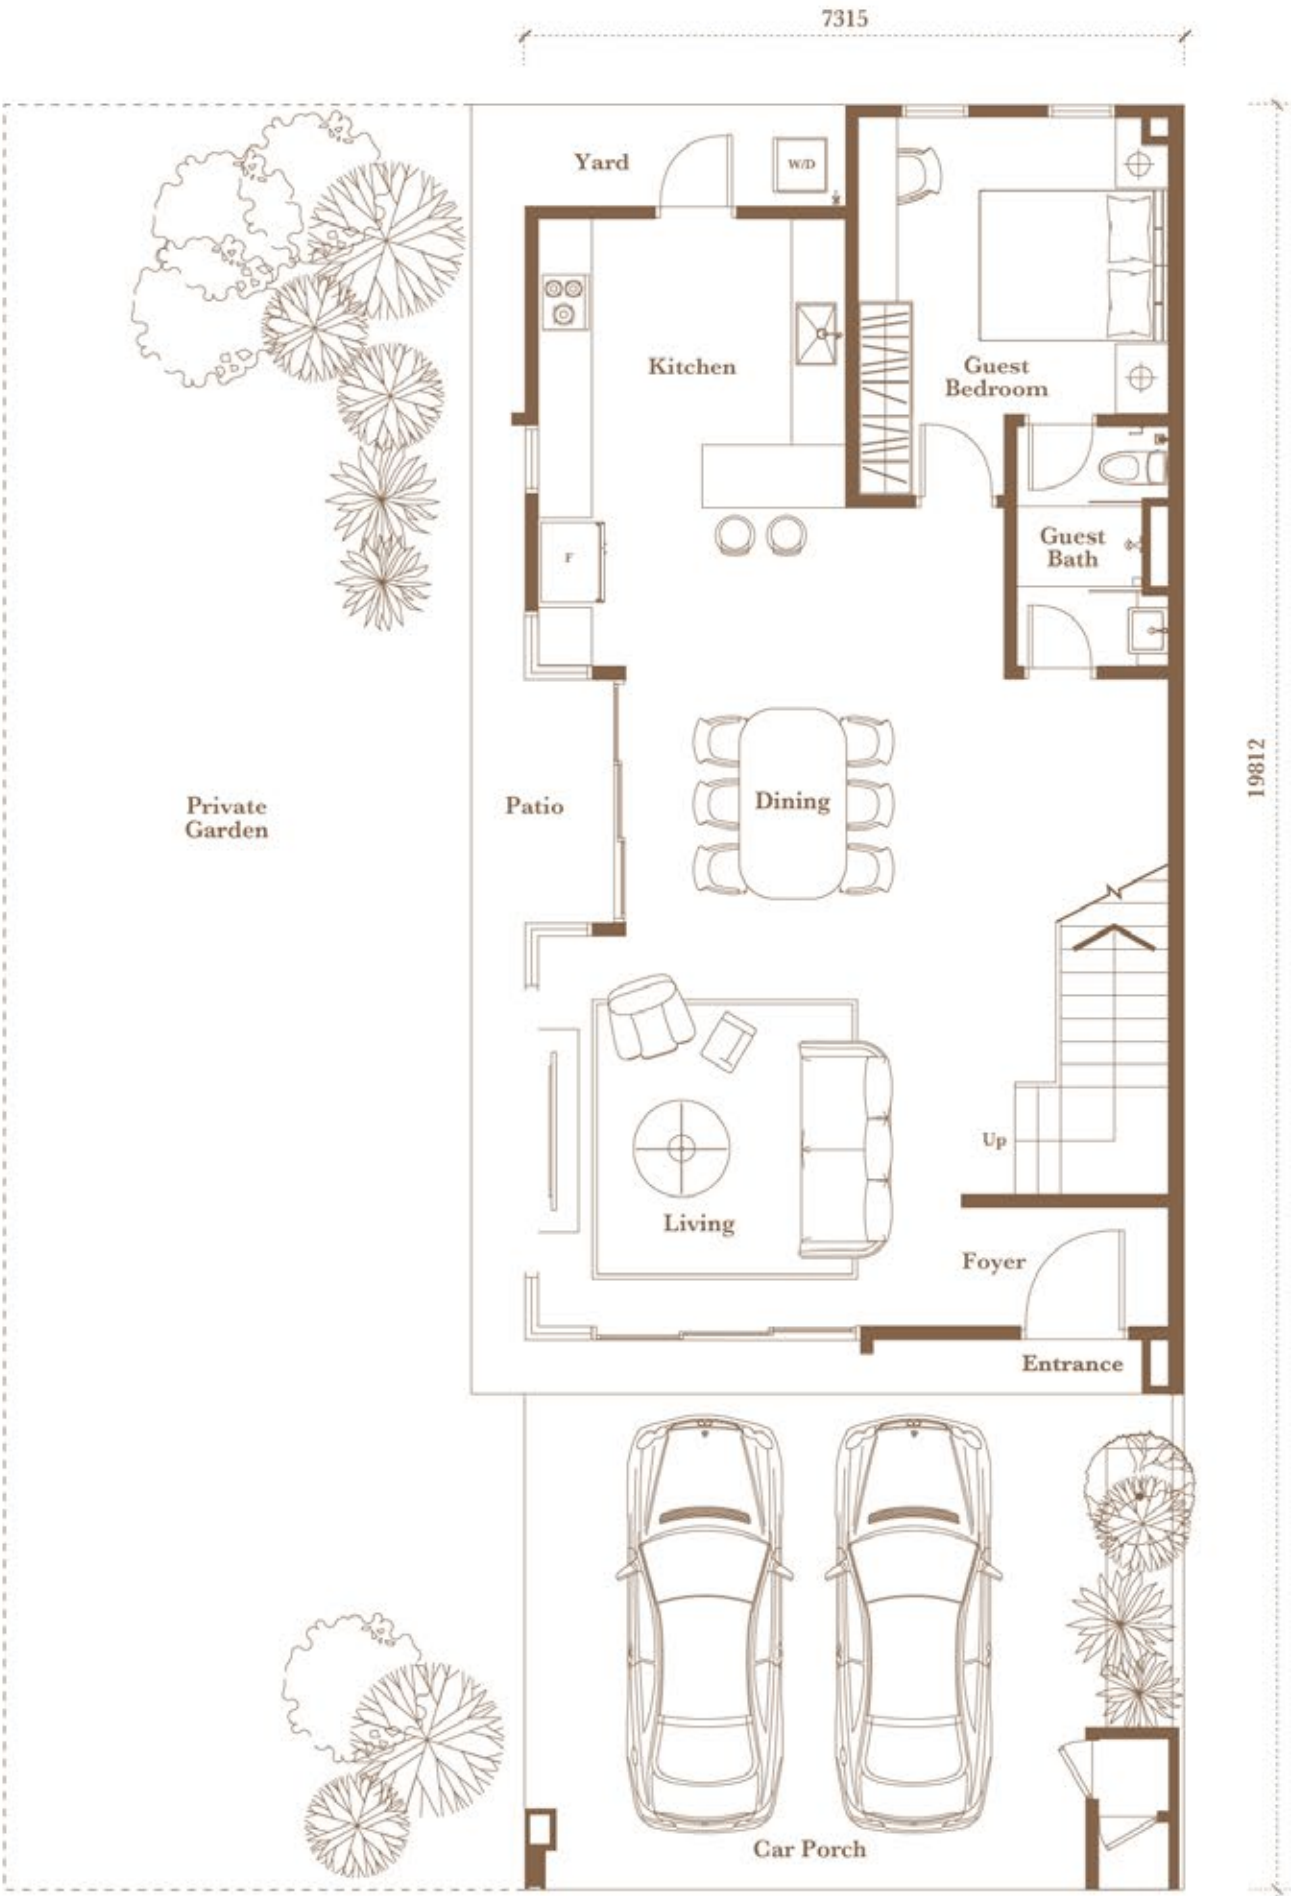 7315
Yard
W/D
Kitchen
Guest
Bedroom
Guest
Bath
F
19812
Private
Garden
Patio
Dining
Up
Living
Foyer
Entrance
Car Porch